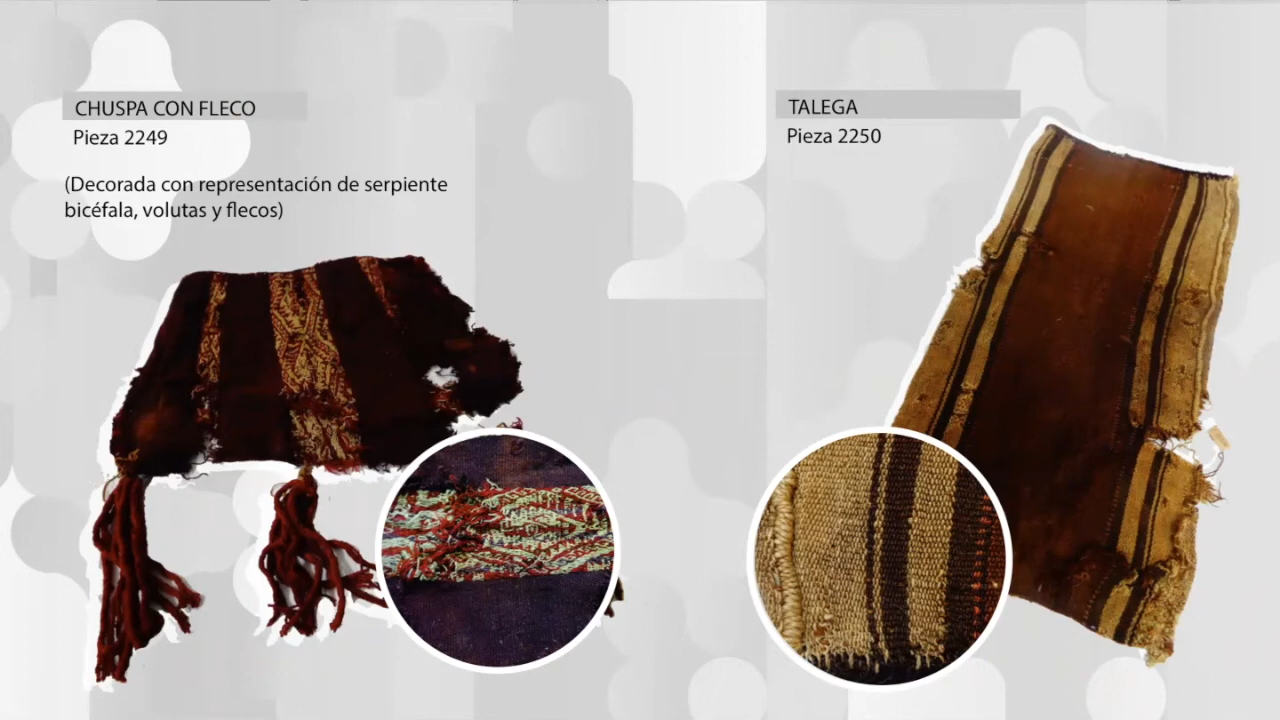 CHUSPA CON FLECO
Pieza 2249
(Decorada con representación de serpiente
bicéfala, volutas y flecos)
TALEGA
Pieza 2250